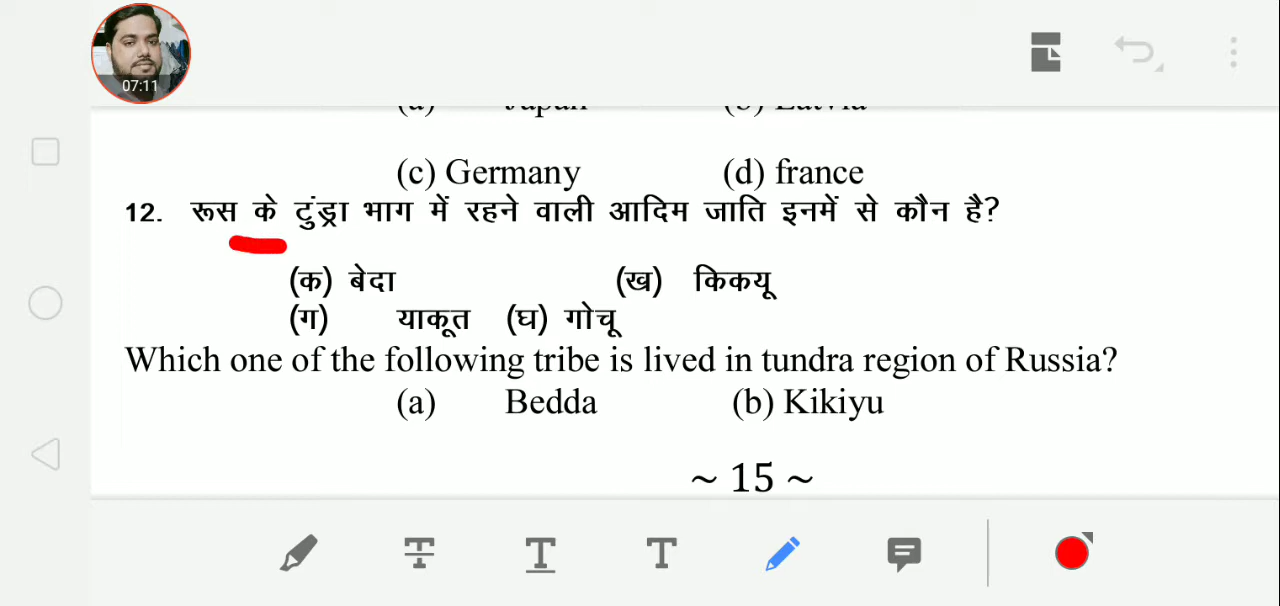 07:11
(c) Germany (d) france
12. रूस के टुंड्रा भाग में रहने वाली आदिम जाति इनमें से कौन है?
(क) बेदा (ख) किकयू
(ग) याकूत (घ) गोचू
Which one of the following tribe is lived in tundra region of Russia?
(a) Bedda (b) Kikiyu
~ 15 ~